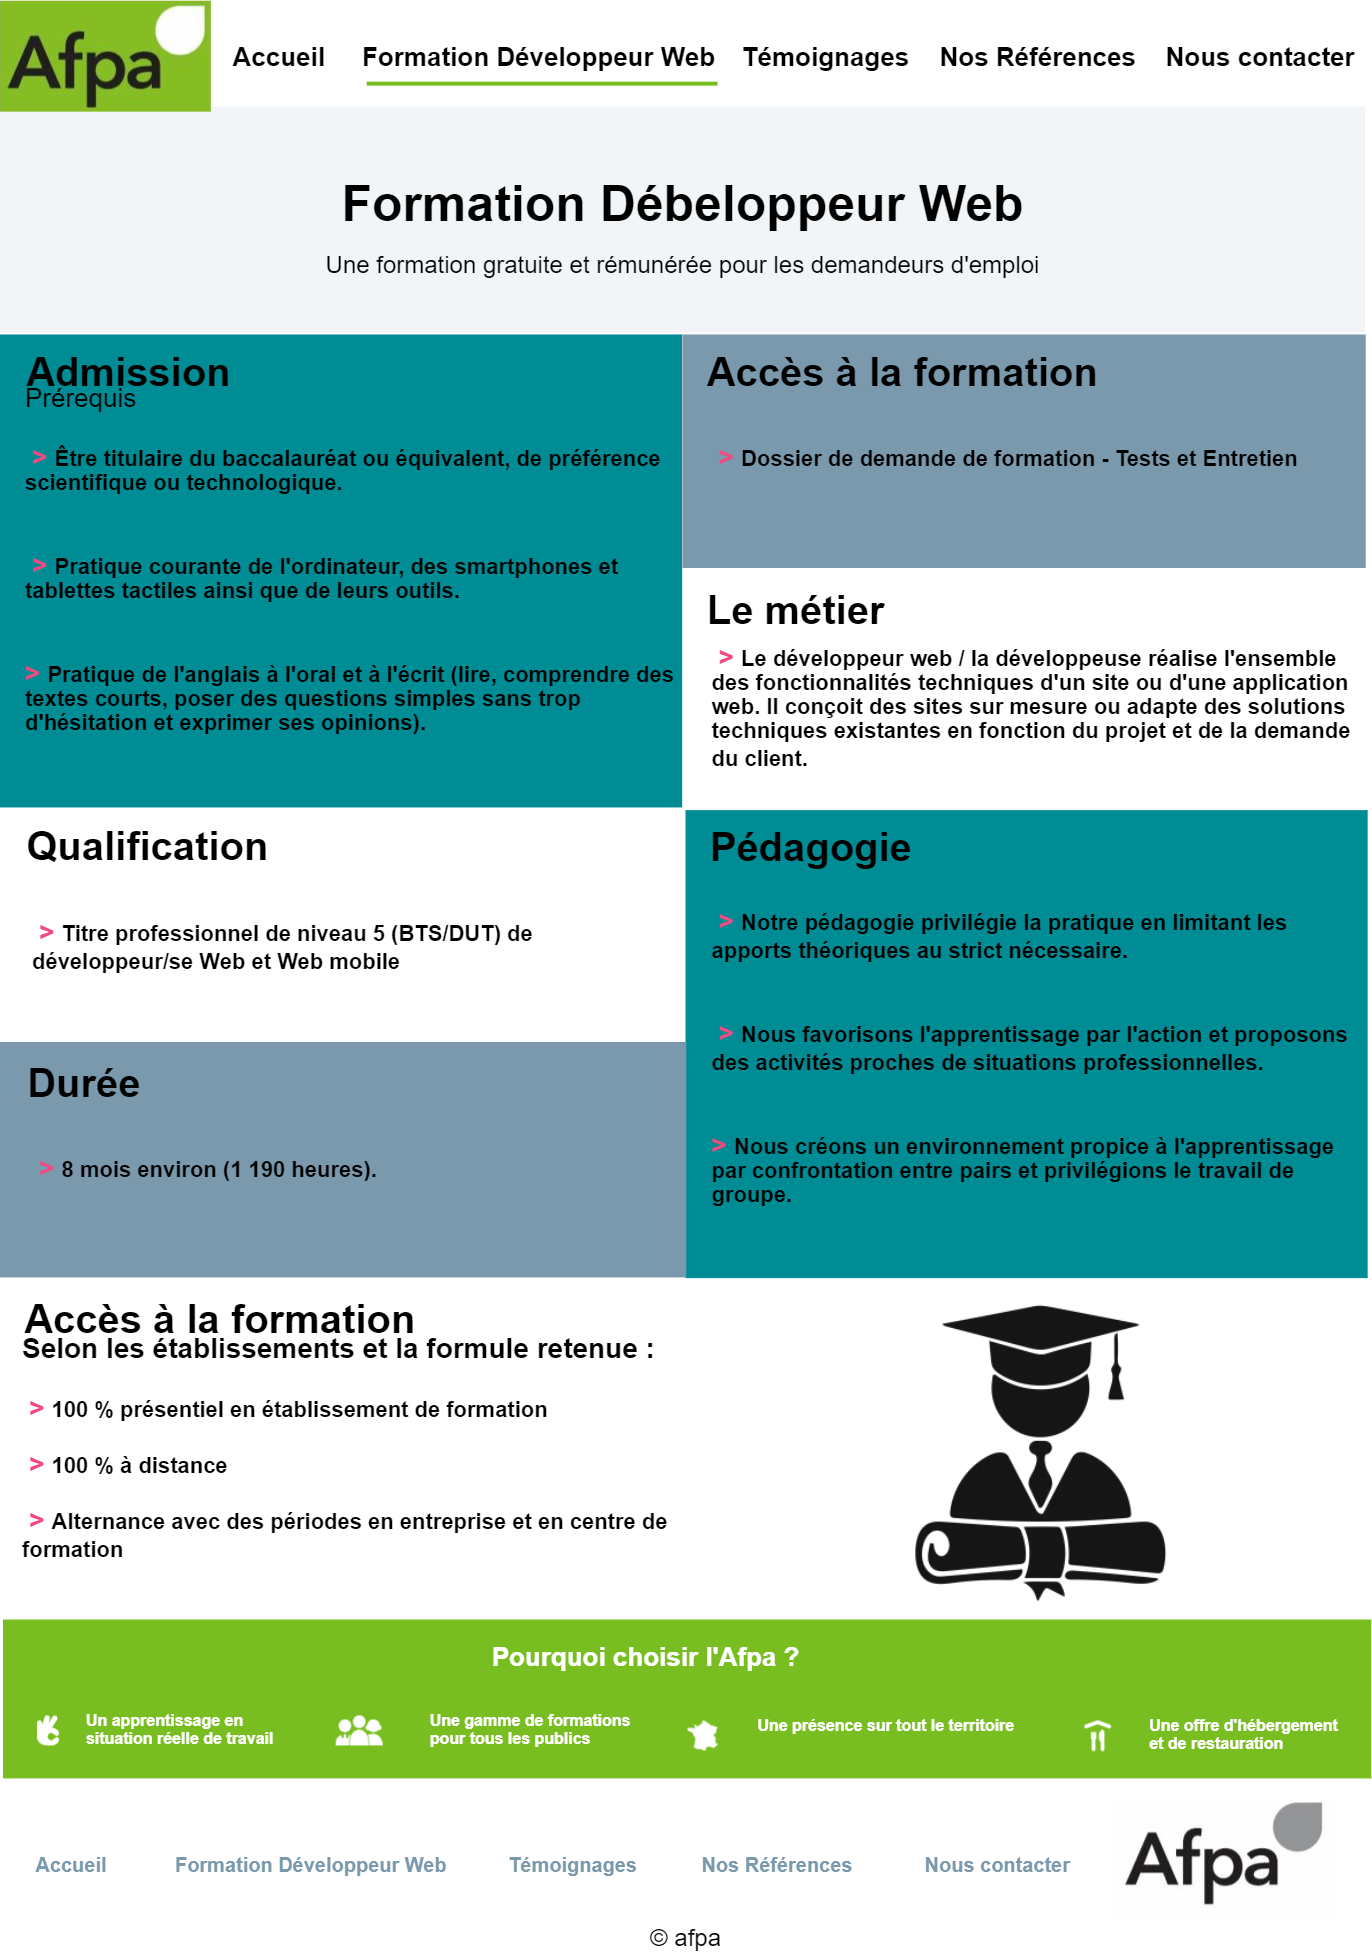 Afpa
Accueil
Formation Développeur Web
Témoignages
Nos Références
Nous contacter
Formation Débeloppeur Web
Une formation gratuite et rémunérée pour les demandeurs d'emploi
Admission
Prérequis
> Être titulaire du baccalauréat ou équivalent, de préférence
scientifique ou technologique.
> Pratique courante de l'ordinateur, des smartphones et
tablettes tactiles ainsi que de leurs outils.
> Pratique de l'anglais à l'oral et à l'écrit (lire, comprendre des
textes courts, poser des questions simples sans trop
d'hésitation et exprimer ses opinions).
Accès à la formation
> Dossier de demande de formation - Tests et Entretien
Le métier
> Le développeur web / la développeuse réalise l'ensemble
des fonctionnalités techniques d'un site ou d'une application
web. Il conçoit des sites sur mesure ou adapte des solutions
techniques existantes en fonction du projet et de la demande
du client.
Qualification
> Titre professionnel de niveau 5 (BTS/DUT) de
développeur/se Web et Web mobile
Pédagogie
> Notre pédagogie privilégie la pratique en limitant les
apports théoriques au strict nécessaire.
> Nous favorisons l'apprentissage par l'action et proposons
des activités proches de situations professionnelles.
> Nous créons un environnement propice à l'apprentissage
par confrontation entre pairs et privilégions le travail de
groupe.
Durée
> 8 mois environ (1 190 heures).
Accès à la formation
Selon les établissements et la formule retenue :
> 100 % présentiel en établissement de formation
> 100 % à distance
> Alternance avec des périodes en entreprise et en centre de
formation
Pourquoi choisir l'Afpa ?
Un apprentissage en
situation réelle de travail
Une gamme de formations
pour tous les publics
Une présence sur tout le territoire
Une offre d'hébergement
et de restauration
Accueil
Formation Développeur Web
Témoignages
Nos Références
Nous contacter
Afpa
© afpa